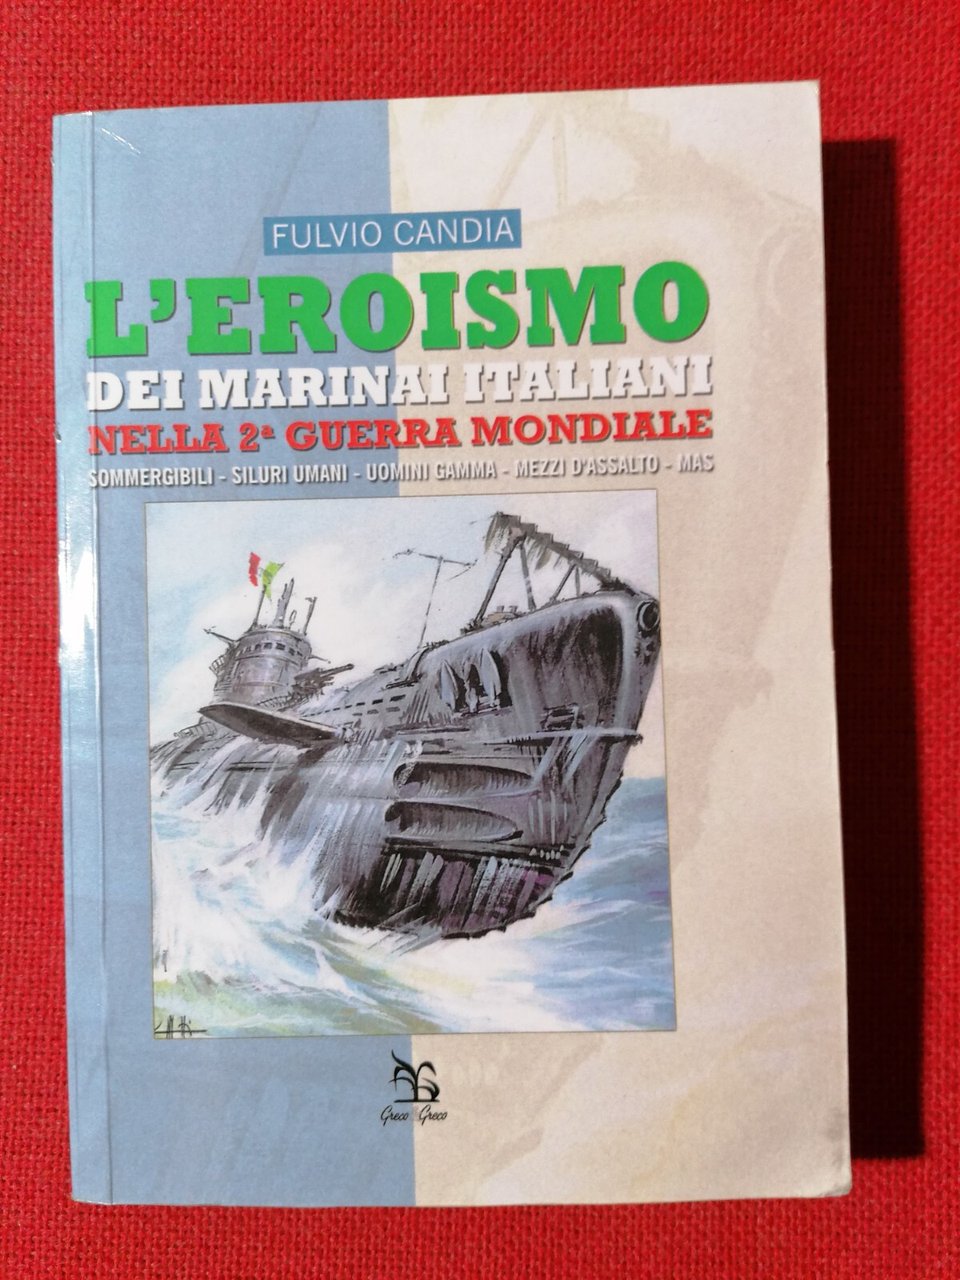 FULVIO CANDIA
L'EROISMO
DEI MARINAI ITALIANI
NELLA 2ª GUERRA MONDIALE
SOMMERGIBILI - SILURI UMANI - UOMINI GAMMA - MEZZI D'ASSALTO - MAS
Greco Greco